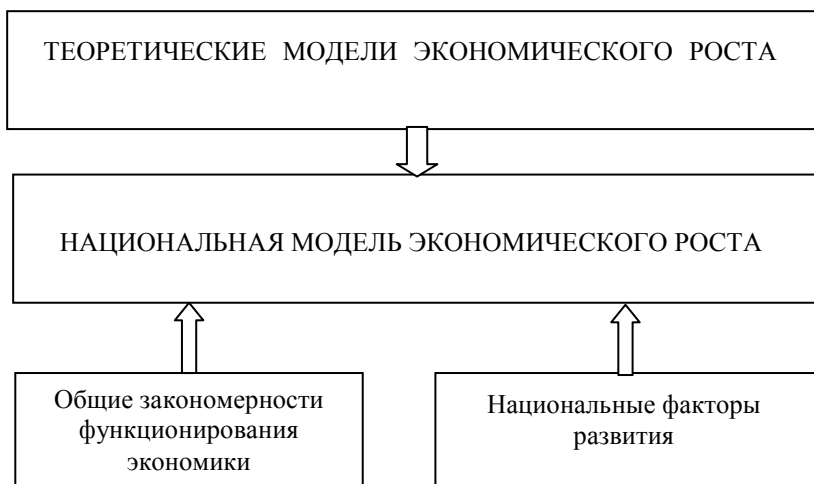 ТЕОРЕТИЧЕСКИЕ МОДЕЛИ ЭКОНОМИЧЕСКОГО РОСТА
НАЦИОНАЛЬНАЯ МОДЕЛЬ ЭКОНОМИЧЕСКОГО РОСТА
Общие закономерности
функционирования
экономики
Национальные факторы
развития